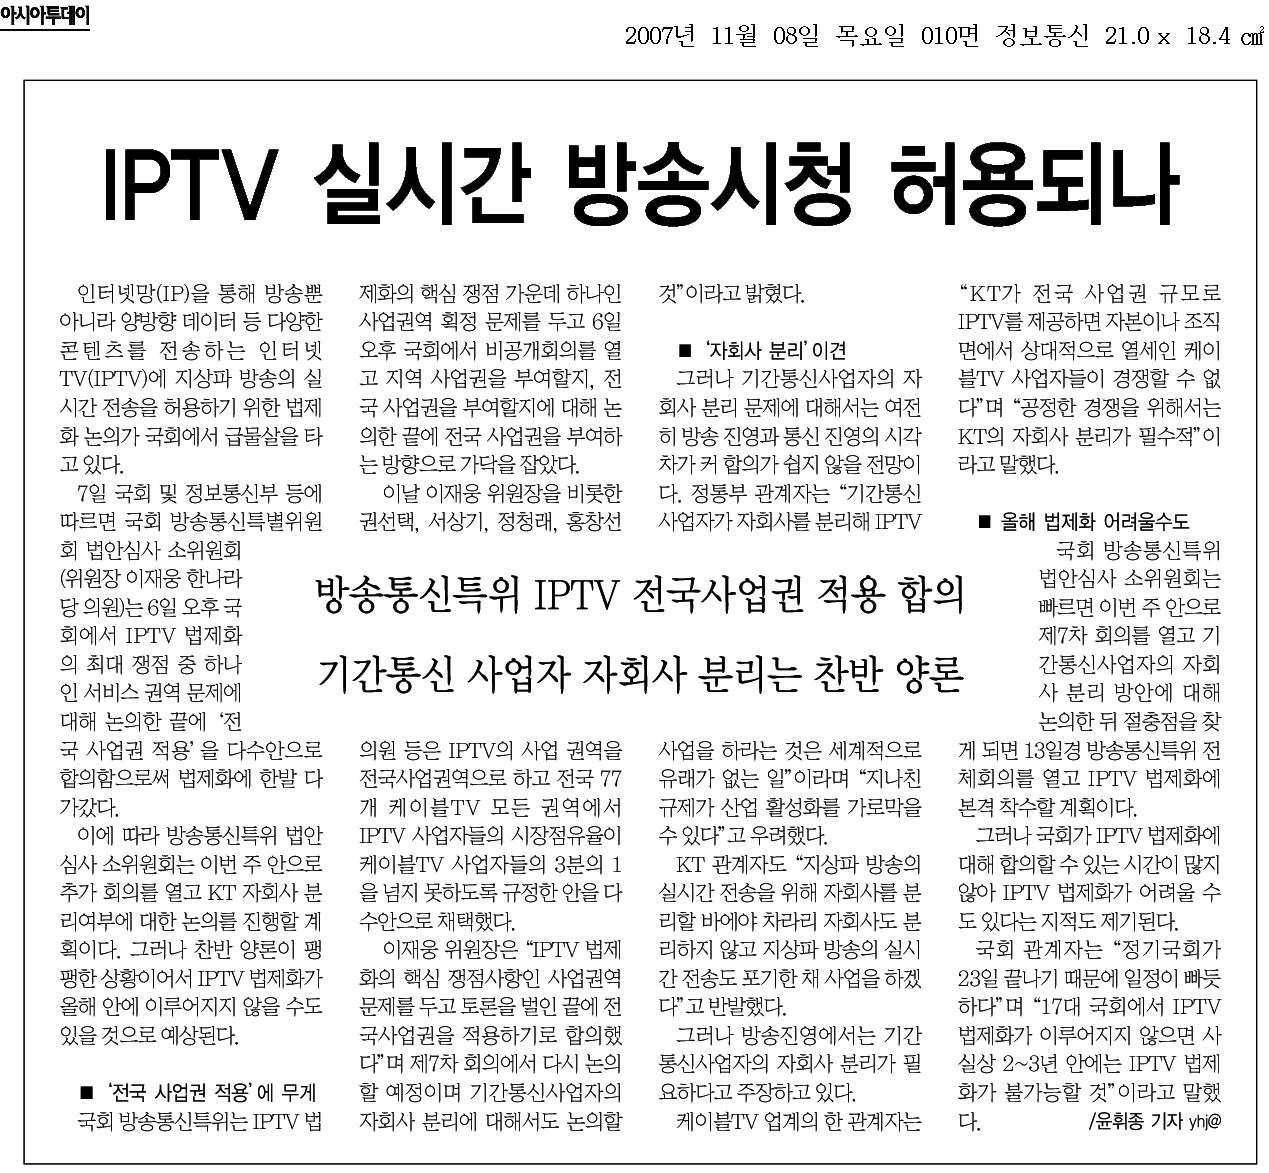 아시아투데이
2007년 11월 08일 목요일 010면 정보통신 21.0 x 18.4 ㎠
IPTV 실시간 방송시청 허용되나
인터넷망(IP)을 통해 방송뿐
아니라 양방향 데이터 등 다양한
콘텐츠를 전송하는 인터넷
TV(IPTV)에 지상파 방송의 실
시간 전송을 허용하기 위한 법제
화 논의가 국회에서 급물살을 타
고 있다.
7일 국회 및 정보통신부 등에
따르면 국회 방송통신특별위원
회 법안심사 소위원회
(위원장 이재웅 한나라
당 의원)는 6일 오후 국
회에서 IPTV 법제화
의 최대 쟁점 중 하나
인 서비스 권역 문제에
대해 논의한 끝에 ‘전
국 사업권 적용’을 다수안으로
합의함으로써 법제화에 한발 다
가갔다.
이에 따라 방송통신특위 법안
심사 소위원회는 이번 주 안으로
추가 회의를 열고 KT 자회사 분
리여부에 대한 논의를 진행할 계
획이다. 그러나 찬반 양론이 팽
팽한 상황이어서 IPTV 법제화가
올해 안에 이루어지지 않을 수도
있을 것으로 예상된다.
■ ‘전국 사업권 적용’에 무게
국회 방송통신특위는 IPTV 법
제화의 핵심 쟁점 가운데 하나인
사업권역 획정 문제를 두고 6일
오후 국회에서 비공개회의를 열
고 지역 사업권을 부여할지, 전
국 사업권을 부여할지에 대해 논
의한 끝에 전국 사업권을 부여하
는 방향으로 가닥을 잡았다.
이날 이재웅 위원장을 비롯한
권선택, 서상기, 정청래, 홍창선
방송통신특위 IPTV 전국사업권 적용 합의
기간통신 사업자 자회사 분리는 찬반 양론
의원 등은 IPTV의 사업 권역을
전국사업권역으로 하고 전국 77
개 케이블TV 모든 권역에서
IPTV 사업자들의 시장점유율이
케이블TV 사업자들의 3분의 1
을 넘지 못하도록 규정한 안을 다
수안으로 채택했다.
이재웅 위원장은 “IPTV 법제
화의 핵심 쟁점사항인 사업권역
문제를 두고 토론을 벌인 끝에 전
국사업권을 적용하기로 합의했
다”며 제7차 회의에서 다시 논의
할 예정이며 기간통신사업자의
자회사 분리에 대해서도 논의할
것”이라고 밝혔다.
■ ‘자회사 분리’ 이견
그러나 기간통신사업자의 자
회사 분리 문제에 대해서는 여전
히 방송 진영과 통신 진영의 시각
차가 커 합의가 쉽지 않을 전망이
다. 정통부 관계자는 “기간통신
사업자가 자회사를 분리해 IPTV
사업을 하라는 것은 세계적으로
유래가 없는 일”이라며 “지나친
규제가 산업 활성화를 가로막을
수 있다”고 우려했다.
KT 관계자도 “지상파 방송의
실시간 전송을 위해 자회사를 분
리할 바에야 차라리 자회사도 분
리하지 않고 지상파 방송의 실시
간 전송도 포기한 채 사업을 하겠
다”고 반발했다.
그러나 방송진영에서는 기간
통신사업자의 자회사 분리가 필
요하다고 주장하고 있다.
케이블TV 업계의 한 관계자는
“KT가 전국 사업권 규모로
IPTV를 제공하면 자본이나 조직
면에서 상대적으로 열세인 케이
블TV 사업자들이 경쟁할 수 없
다”며 “공정한 경쟁을 위해서는
KT의 자회사 분리가 필수적”이
라고 말했다.
■ 올해 법제화 어려울수도
국회 방송통신특위
법안심사 소위원회는
빠르면 이번 주 안으로
제7차 회의를 열고 기
간통신사업자의 자회
사 분리 방안에 대해
논의한 뒤 절충점을 찾
게 되면 13일경 방송통신특위 전
체회의를 열고 IPTV 법제화에
본격 착수할 계획이다.
그러나 국회가 IPTV 법제화에
대해 합의할 수 있는 시간이 많지
않아 IPTV 법제화가 어려울 수
도 있다는 지적도 제기된다.
국회 관계자는 “정기국회가
23일 끝나기 때문에 일정이 빠듯
하다”며 “17대 국회에서 IPTV
법제화가 이루어지지 않으면 사
실상 2~3년 안에는 IPTV 법제
화가 불가능할 것”이라고 말했
다. /윤휘종 기자 yhj@